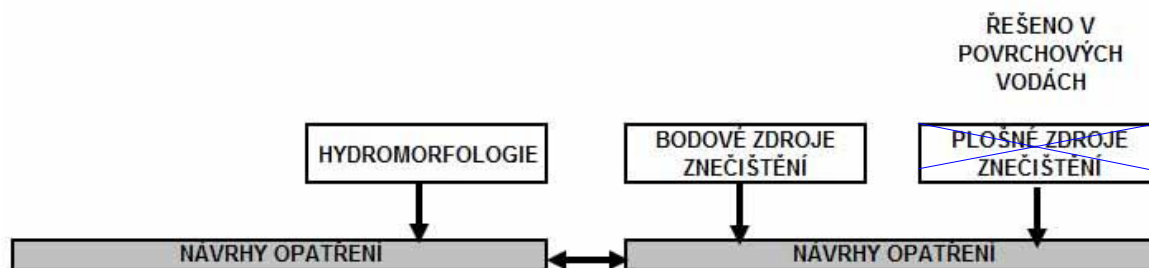 ŘEŠENO V
POVRCHOVÝCH
VODÁCH
HYDROMORFOLOGIE
BODOVÉ ZDROJE
ZNEČIŠTĚNÍ
PLOŠNÉ ZDROJE
ZNEČIŠTĚNÍ
NÁVRHY OPATŘENÍ
NÁVRHY OPATŘENÍ